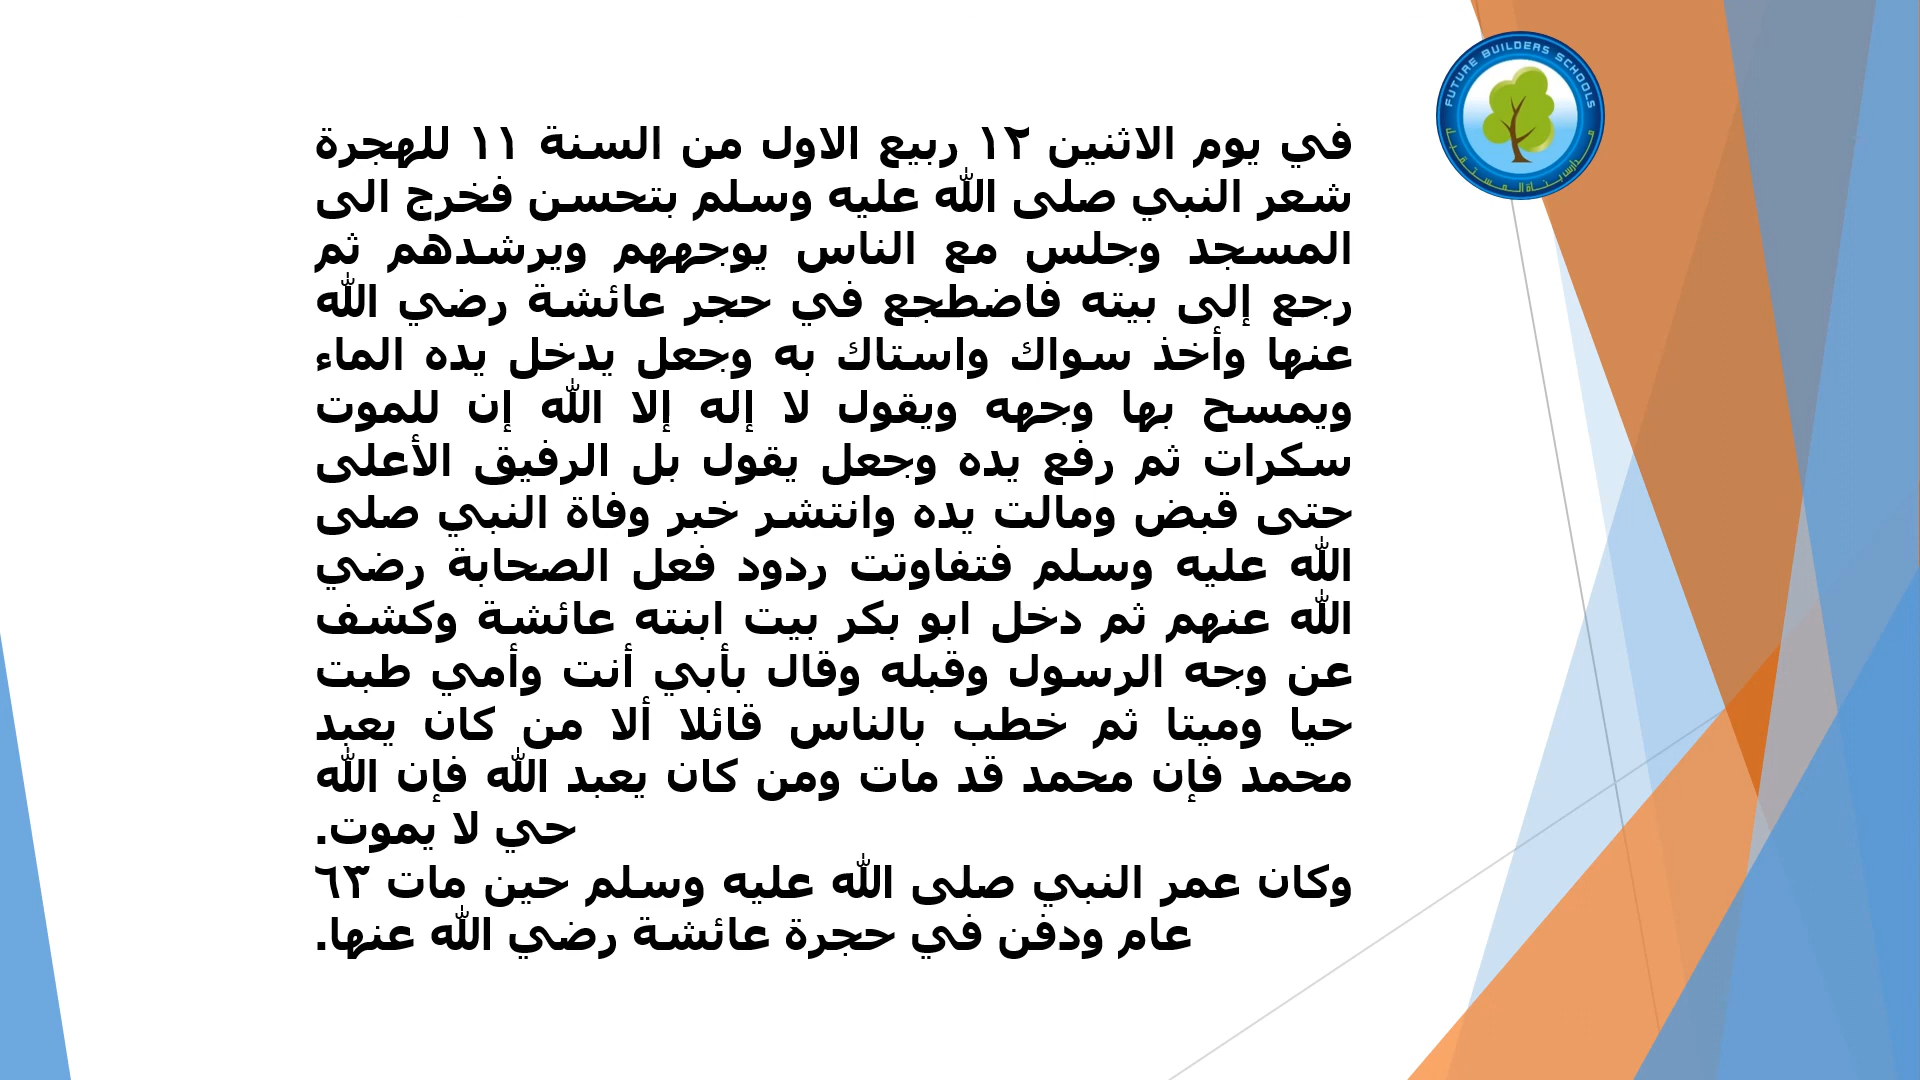 FUTURE BUILDERS SCHOOLS
في يوم الاثنين ١٢ ربيع الاول من السنة ١١ للهجرة
شعر النبي صلى الله عليه وسلم بتحسن فخرج الى
المسجد وجلس مع الناس يوجههم ويرشدهم ثم
رجع إلى بيته فاضطجع في حجر عائشة رضي الله
عنها وأخذ سواك واستاك به وجعل يدخل يده الماء
ويمسح بها وجهه ويقول لا إله إلا الله إن للموت
سكرات ثم رفع يده وجعل يقول بل الرفيق الأعلى
حتى قبض ومالت يده وانتشر خبر وفاة النبي صلى
الله عليه وسلم فتفاوتت ردود فعل الصحابة رضي
الله عنهم ثم دخل ابو بكر بيت ابنته عائشة وكشف
عن وجه الرسول وقبله وقال بأبي أنت وأمي طبت
حيا وميتا ثم خطب بالناس قائلا ألا من كان يعبد
محمد فإن محمد قد مات ومن كان يعبد الله فإن الله
حي لا يموت.
وكان عمر النبي صلى الله عليه وسلم حين مات ٦٣
عام ودفن في حجرة عائشة رضي الله عنها.